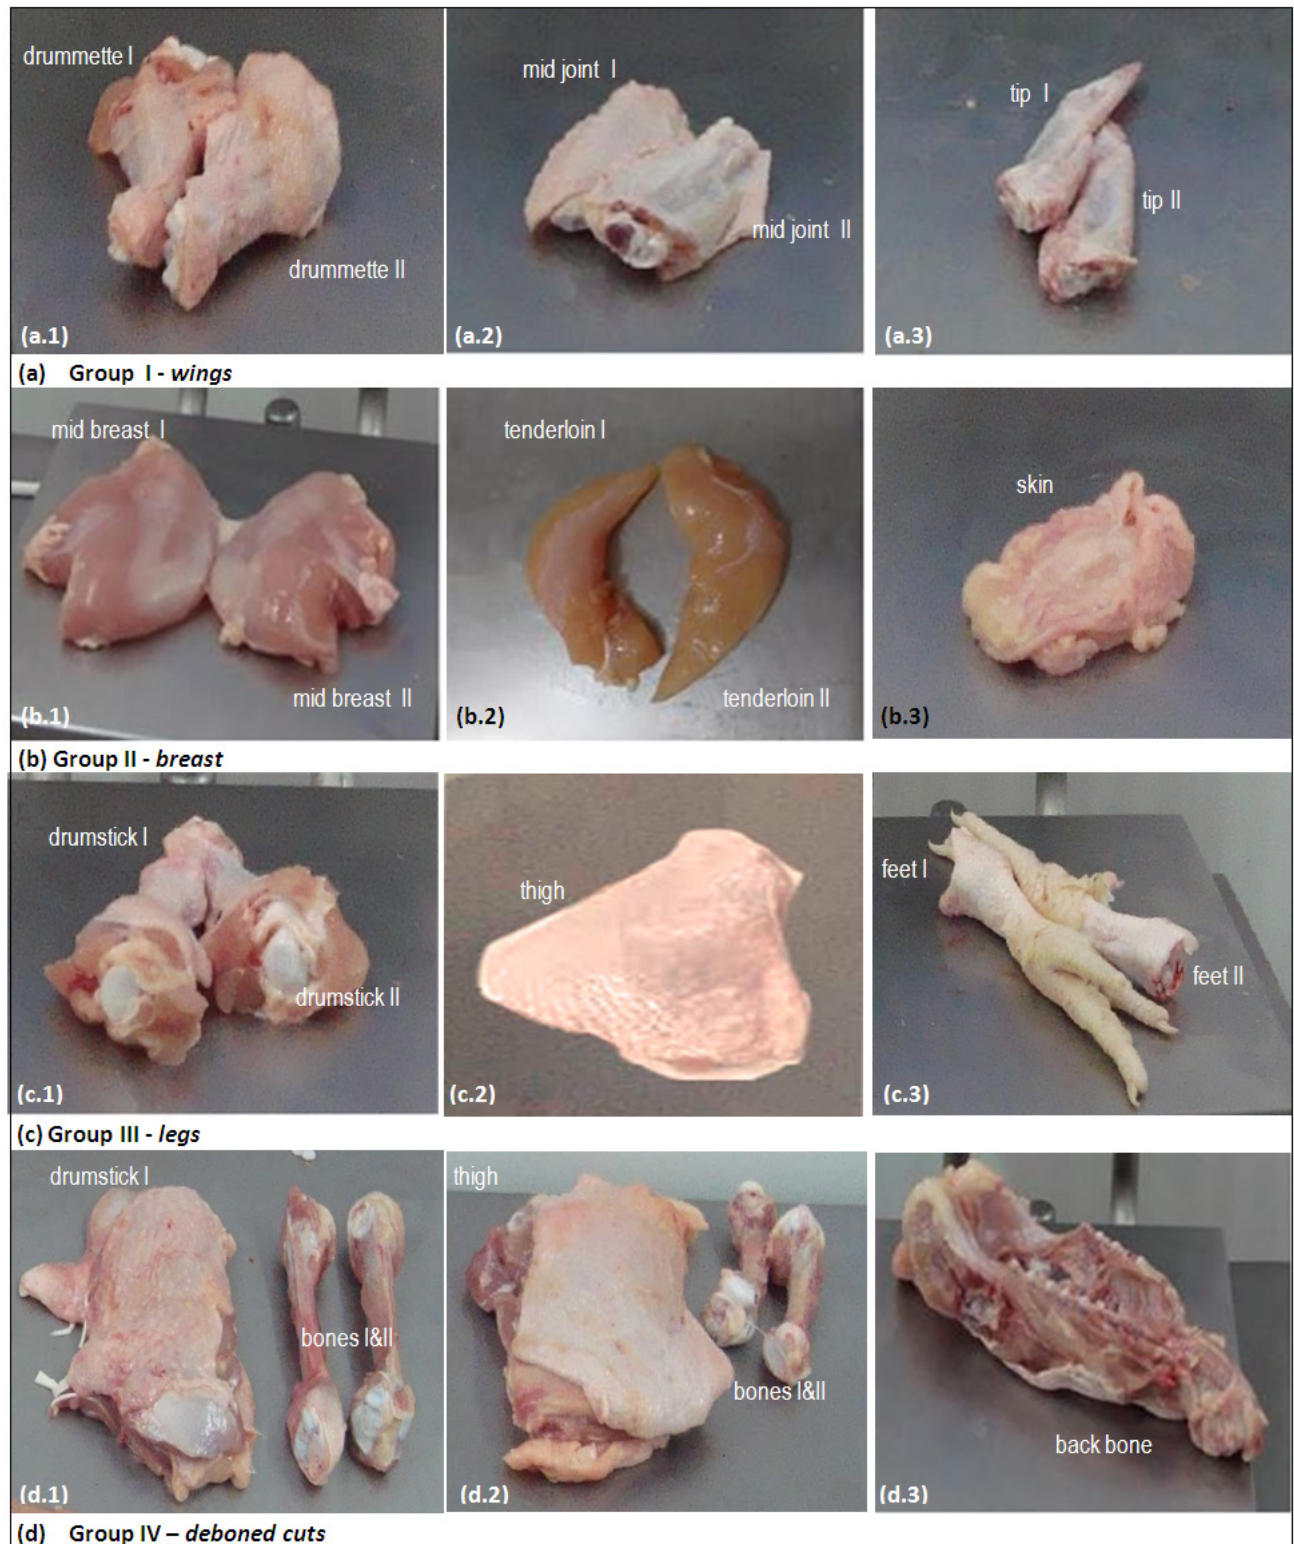 drummette I
drummette II
(a.1)
mid joint I
mid joint II
(a.2)
tip I
tip II
(a.3)
(a) Group I - wings
mid breast I
mid breast II
(b.1)
tenderloin I
tenderloin II
(b.2)
skin
(b.3)
(b) Group II - breast
drumstick I
drumstick II
(c.1)
thigh
(c.2)
feet I
feet II
(c.3)
(c) Group III - legs
drumstick I
bones I&II
(d.1)
thigh
bones I&II
(d.2)
back bone
(d.3)
(d) Group IV – deboned cuts